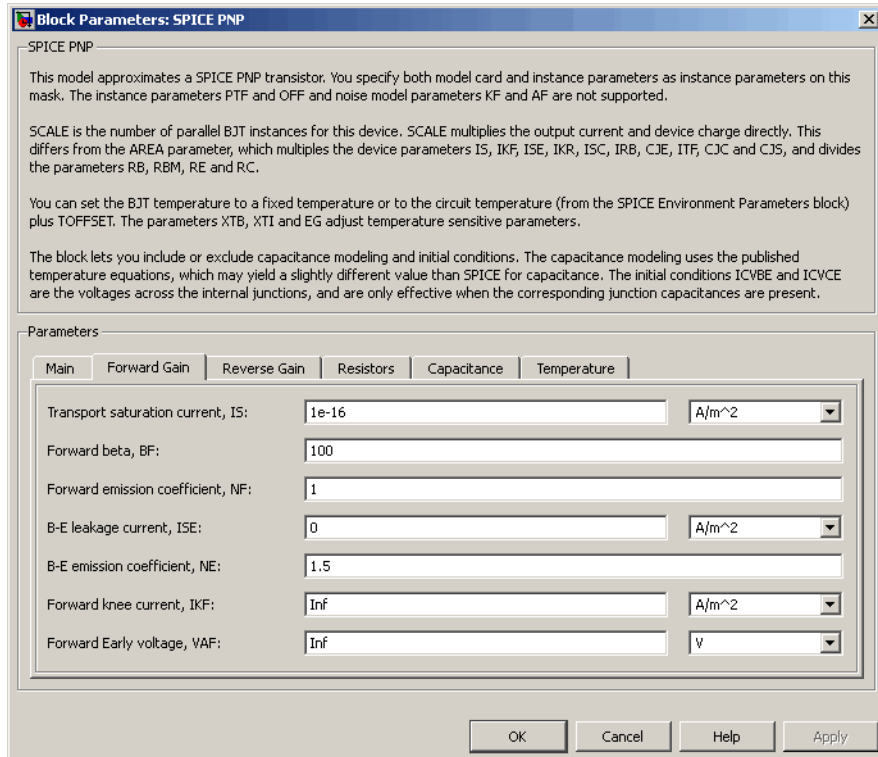 Block Parameters: SPICE PNP
SPICE PNP
This model approximates a SPICE PNP transistor. You specify both model card and instance parameters as instance parameters on this
mask. The instance parameters PTF and OFF and noise model parameters KF and AF are not supported.
SCALE is the number of parallel BJT instances for this device. SCALE multiplies the output current and device charge directly. This
differs from the AREA parameter, which multiplies the device parameters IS, IKF, ISE, IKR, ISC, IRB, CJE, ITF, CJC and CJS, and divides
the parameters RB, RBM, RE and RC.
You can set the BJT temperature to a fixed temperature or to the circuit temperature (from the SPICE Environment Parameters block)
plus TOFFSET. The parameters XTB, XTI and EG adjust temperature sensitive parameters.
The block lets you include or exclude capacitance modeling and initial conditions. The capacitance modeling uses the published
temperature equations, which may yield a slightly different value than SPICE for capacitance. The initial conditions ICVBE and ICVCE
are the voltages across the internal junctions, and are only effective when the corresponding junction capacitances are present.
Parameters
Main Forward Gain Reverse Gain Resistors Capacitance Temperature
Transport saturation current, IS: 1e-16 A/m^2
Forward beta, BF: 100
Forward emission coefficient, NF: 1
B-E leakage current, ISE: 0 A/m^2
B-E emission coefficient, NE: 1.5
Forward knee current, IKF: Inf A/m^2
Forward Early voltage, VAF: Inf V
OK Cancel Help Apply